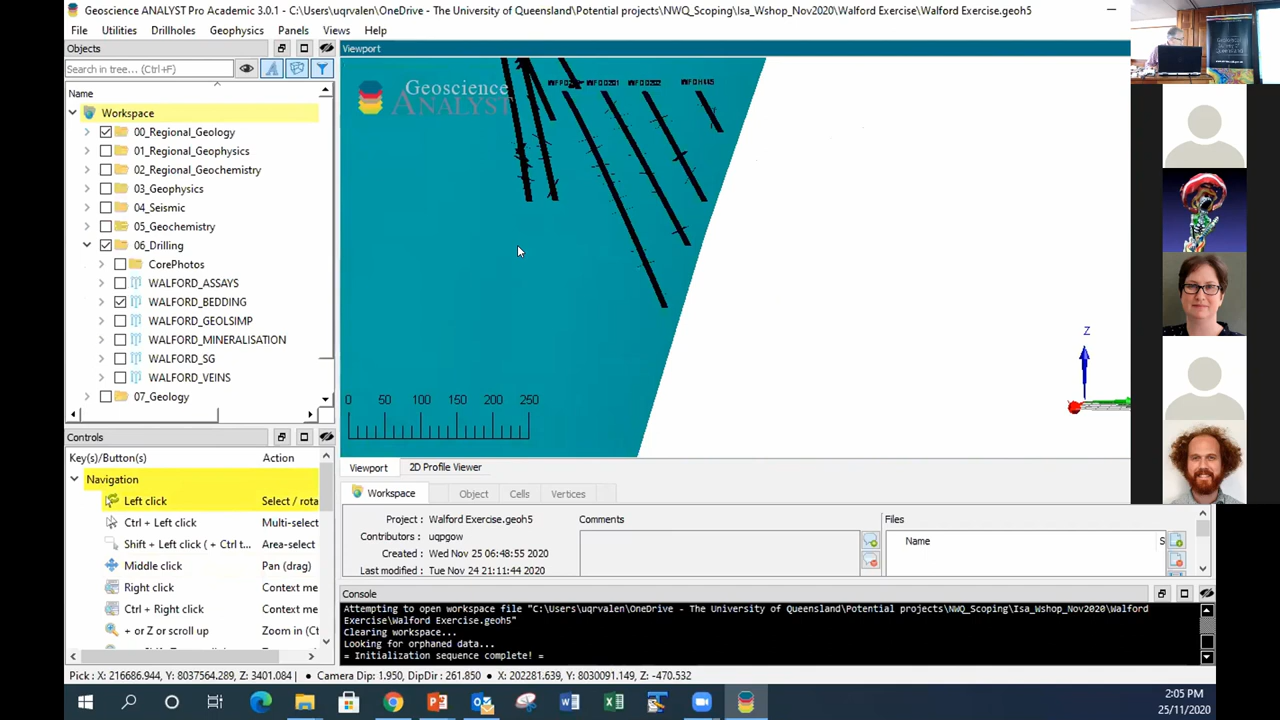 Geoscience ANALYST Pro Academic 3.0.1 - C:\Users\uqrvalen\OneDrive - The University of Queensland\Potential projects\NWQ_Scoping\Isa_Wshop_Nov2020\Walford Exercise\Walford Exercise.geoh5
File Utilities Drillholes Geophysics Panels Views Help
Objects
Viewport
Search in tree... (Ctrl+F)
Name
Workspace
00_Regional_Geology
01_Regional_Geophysics
02_Regional_Geochemistry
03_Geophysics
04_Seismic
05_Geochemistry
06_Drilling
CorePhotos
WALFORD_ASSAYS
WALFORD_BEDDING
WALFORD_GEOLSIMP
WALFORD_MINERALISATION
WALFORD_SG
WALFORD_VEINS
07_Geology
Geoscience
ANALYST
Z
0 50 100 150 200 250
Controls
Key(s)/Button(s) Action
Navigation
Left click Select / rota
Ctrl + Left click Multi-select
Shift + Left click ( + Ctrl t... Area-select
Middle click Pan (drag)
Right click Context me
Ctrl + Right click Context me
+ or Z or scroll up Zoom in (Ct
Viewport 2D Profile Viewer
Workspace Object Cells Vertices
Project : Walford Exercise.geoh5
Contributors : uqpgow
Created : Wed Nov 25 06:48:55 2020
Last modified : Tue Nov 24 21:11:44 2020
Comments
Files
Name S
Console
Attempting to open workspace file "C:\Users\uqrvalen\OneDrive - The University of Queensland\Potential projects\NWQ_Scoping\Isa_Wshop_Nov2020\Walford
Exercise\Walford Exercise.geoh5"
Clearing workspace...
Looking for orphaned data...
= Initialization sequence complete! =
Pick : X: 216686.944, Y: 8037564.289, Z: 3401.084 | ● Camera Dip: 1.950, DipDir : 261.850 ● X: 202281.639, Y: 8030091.149, Z: -470.532
2:05 PM
25/11/2020